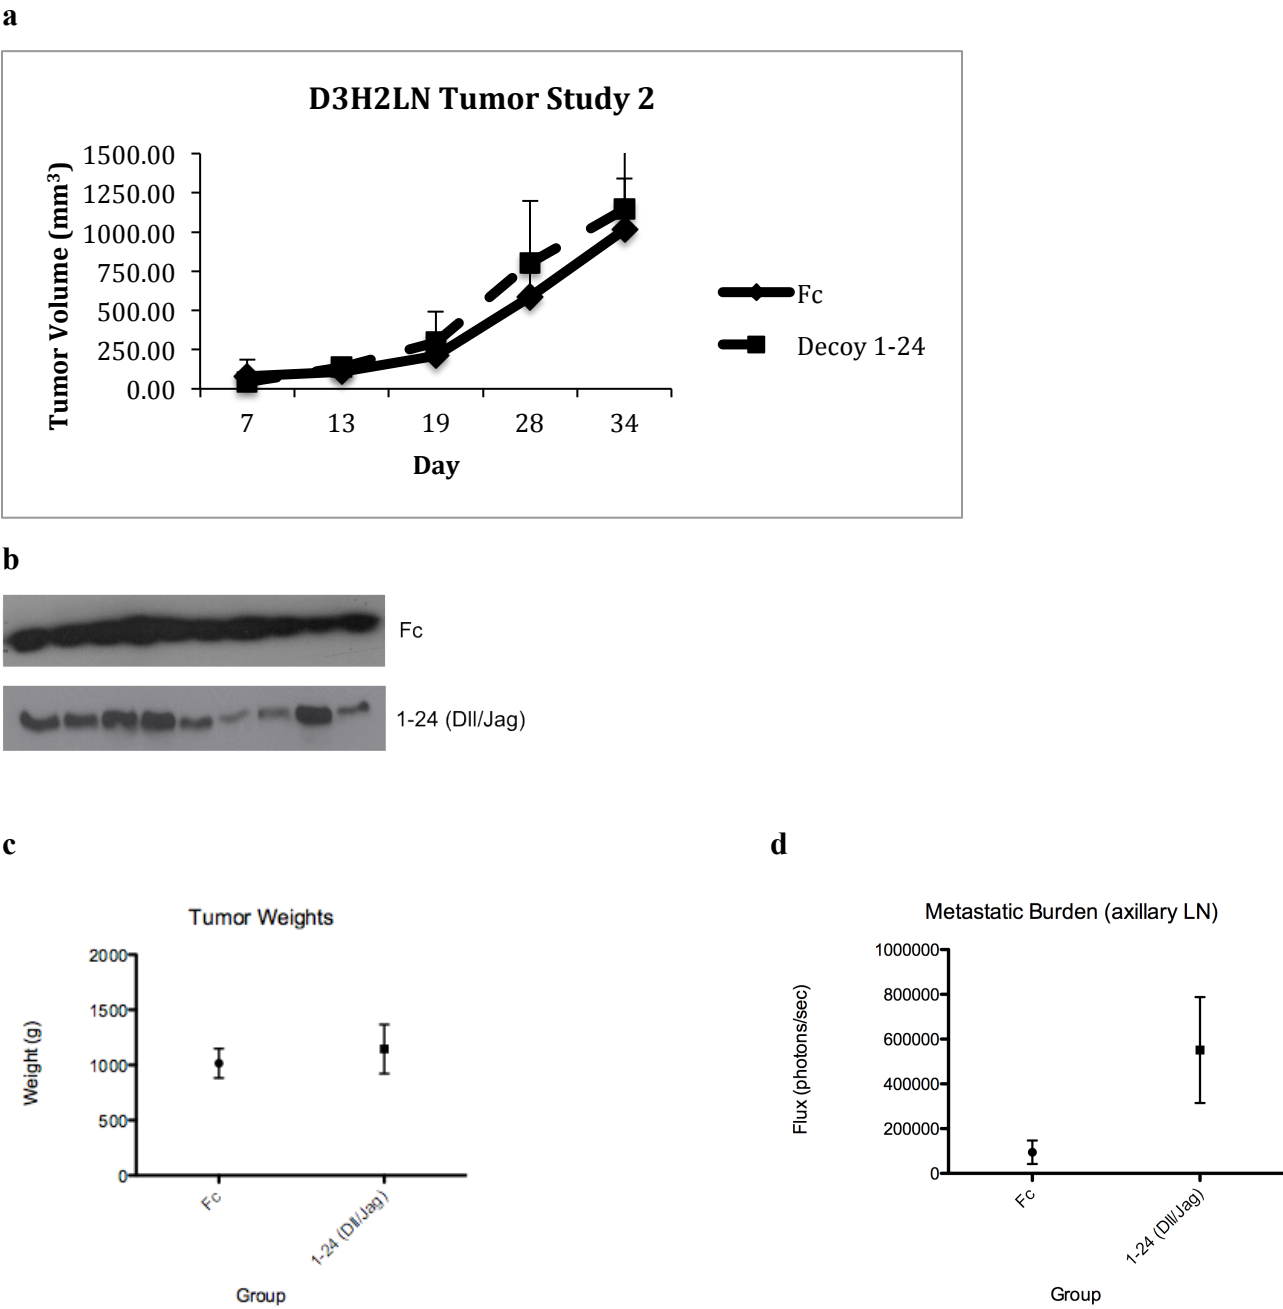 a
D3H2LN Tumor Study 2
Tumor Volume (mm³)
1500.00
1250.00
1000.00
750.00
500.00
250.00
0.00
7 13 19 28 34
Day
Fc
Decoy 1-24
b
Fc
1-24 (Dll/Jag)
c
Tumor Weights
Weight (g)
2000
1500
1000
500
0
Fc
1-24 (Dll/Jag)
Group
d
Metastatic Burden (axillary LN)
Flux (photons/sec)
1000000
800000
600000
400000
200000
0
Fc
1-24 (Dll/Jag)
Group